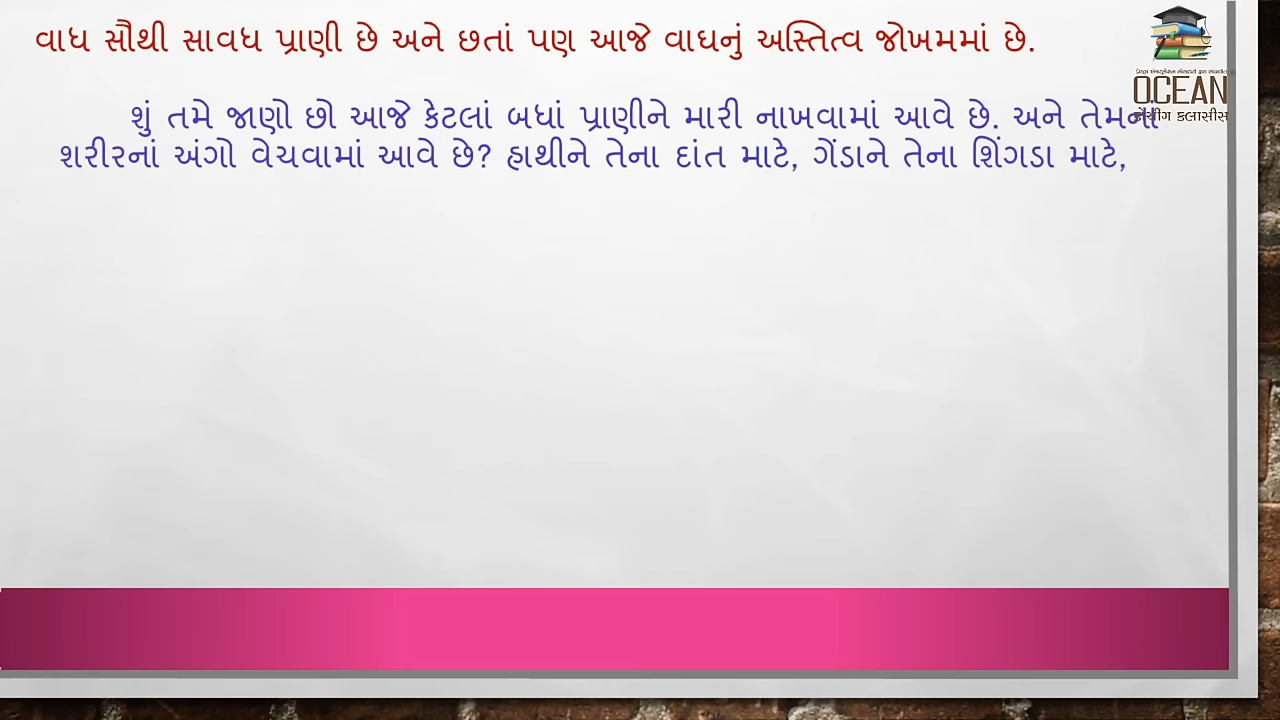 વાઘ સૌથી સાવધ પ્રાણી છે અને છતાં પણ આજે વાઘનું અસ્તિત્વ જોખમમાં છે.
OCEAN
કોચીંગ કલાસીસ
શું તમે જાણો છો આજે કેટલાં બધાં પ્રાણીને મારી નાખવામાં આવે છે. અને તેમનાં
શરીરનાં અંગો વેચવામાં આવે છે? હાથીને તેના દાંત માટે, ગેંડાને તેના શિંગડા માટે,